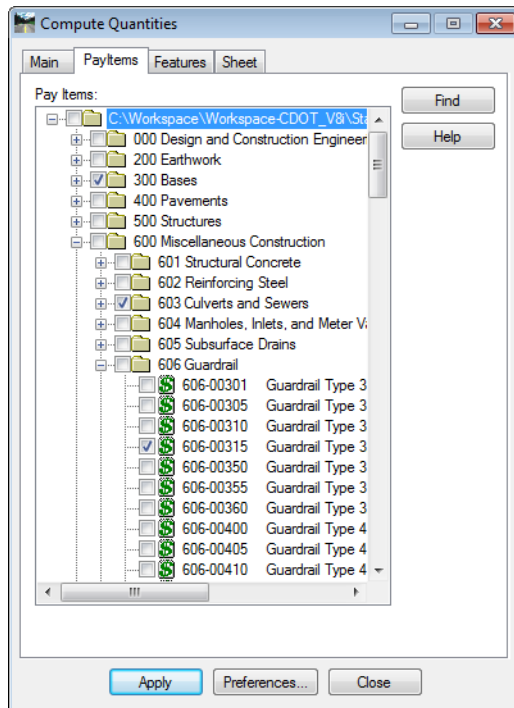 Compute Quantities
Main PayItems Features Sheet
Pay Items:
Find
Help
C:\Workspace\Workspace-CDOT_V8i\Sta
000 Design and Construction Engineer
200 Earthwork
300 Bases
400 Pavements
500 Structures
600 Miscellaneous Construction
601 Structural Concrete
602 Reinforcing Steel
603 Culverts and Sewers
604 Manholes, Inlets, and Meter Va
605 Subsurface Drains
606 Guardrail
606-00301 Guardrail Type 3
606-00305 Guardrail Type 3
606-00310 Guardrail Type 3
606-00315 Guardrail Type 3
606-00350 Guardrail Type 3
606-00355 Guardrail Type 3
606-00360 Guardrail Type 3
606-00400 Guardrail Type 4
606-00405 Guardrail Type 4
606-00410 Guardrail Type 4
Apply Preferences... Close